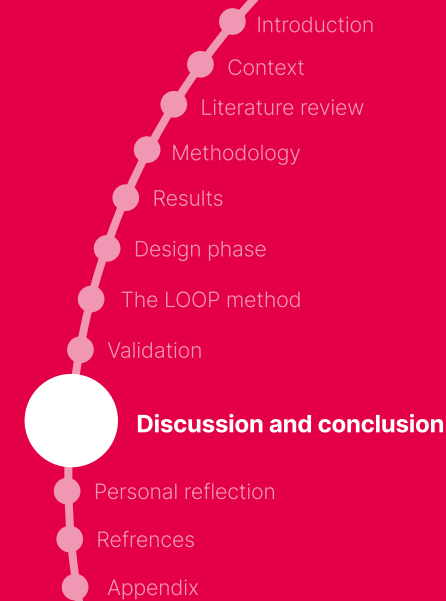 Introduction
Context
Literature review
Methodology
Results
Design phase
The LOOP method
Validation
Discussion and conclusion
Personal reflection
Refrences
Appendix